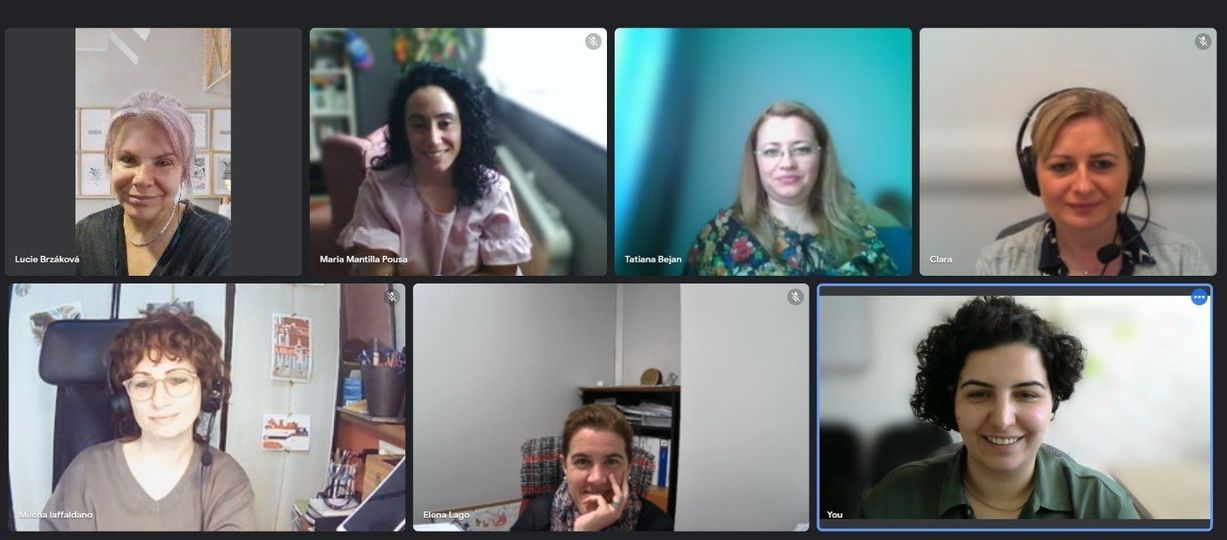 Lucie Brzáková
Maria Mantilla Pousa
Tatiana Bejan
Clara
Milena Iaffaldano
Elena Lago
You